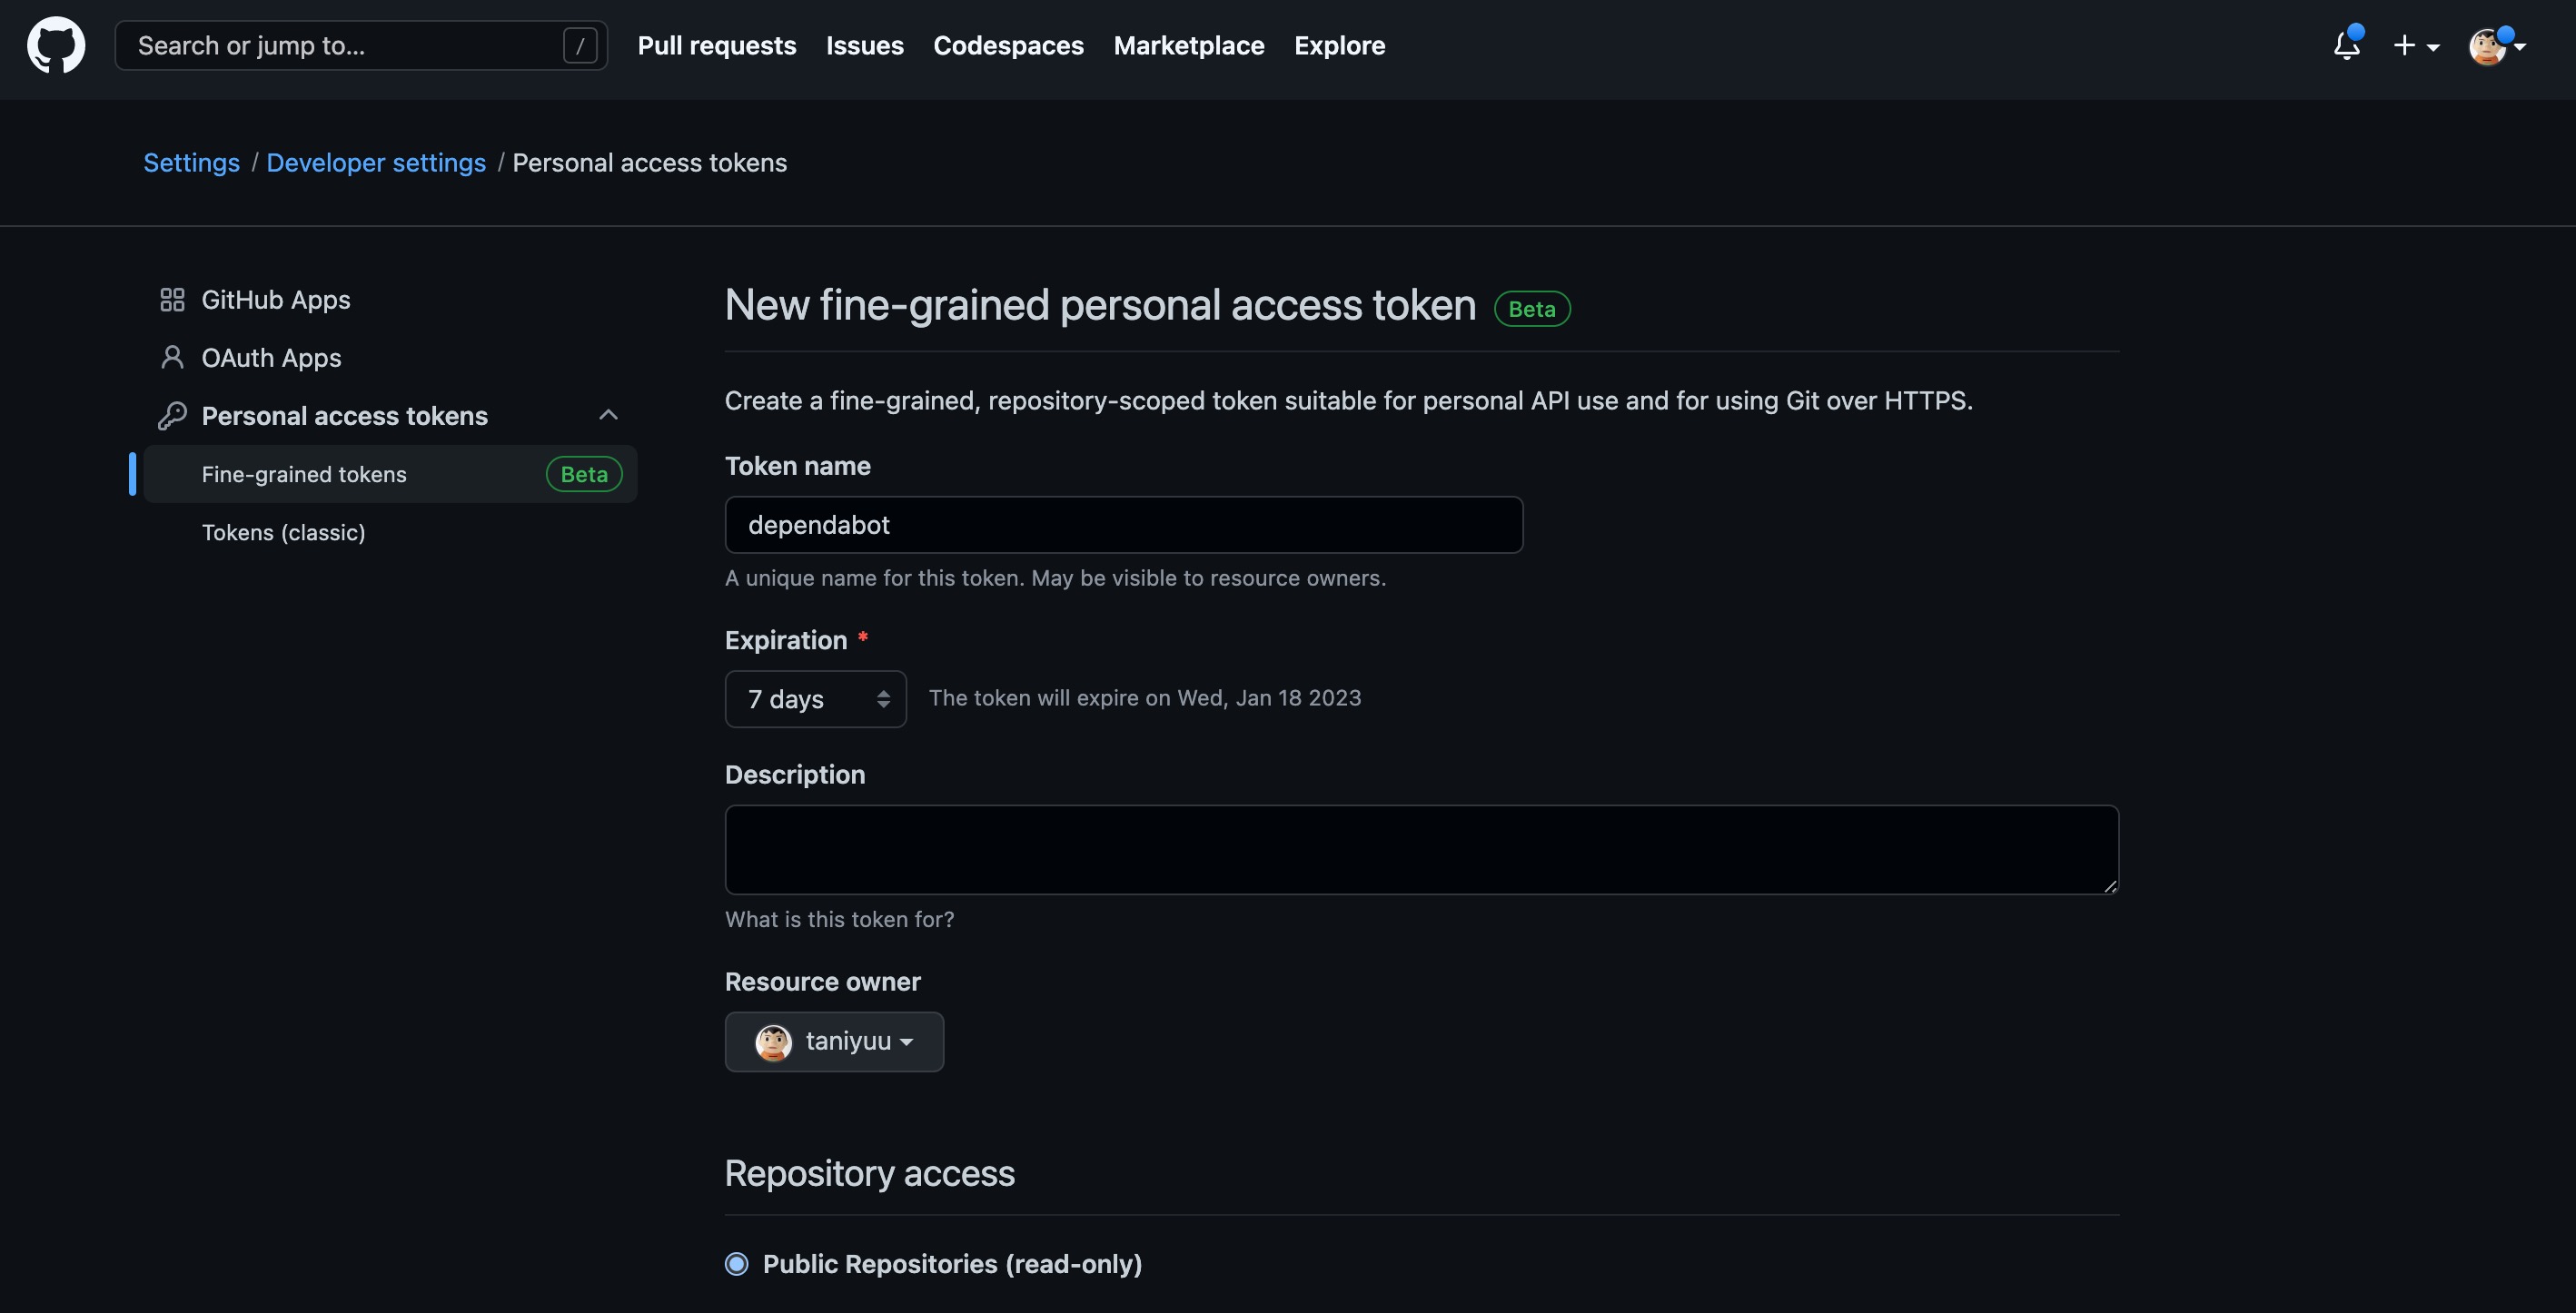 Search or jump to... / Pull requests Issues Codespaces Marketplace Explore
Settings / Developer settings / Personal access tokens
GitHub Apps
OAuth Apps
Personal access tokens
Fine-grained tokens Beta
Tokens (classic)
New fine-grained personal access token Beta
Create a fine-grained, repository-scoped token suitable for personal API use and for using Git over HTTPS.
Token name
dependabot
A unique name for this token. May be visible to resource owners.
Expiration *
7 days The token will expire on Wed, Jan 18 2023
Description
What is this token for?
Resource owner
taniyuu
Repository access
Public Repositories (read-only)